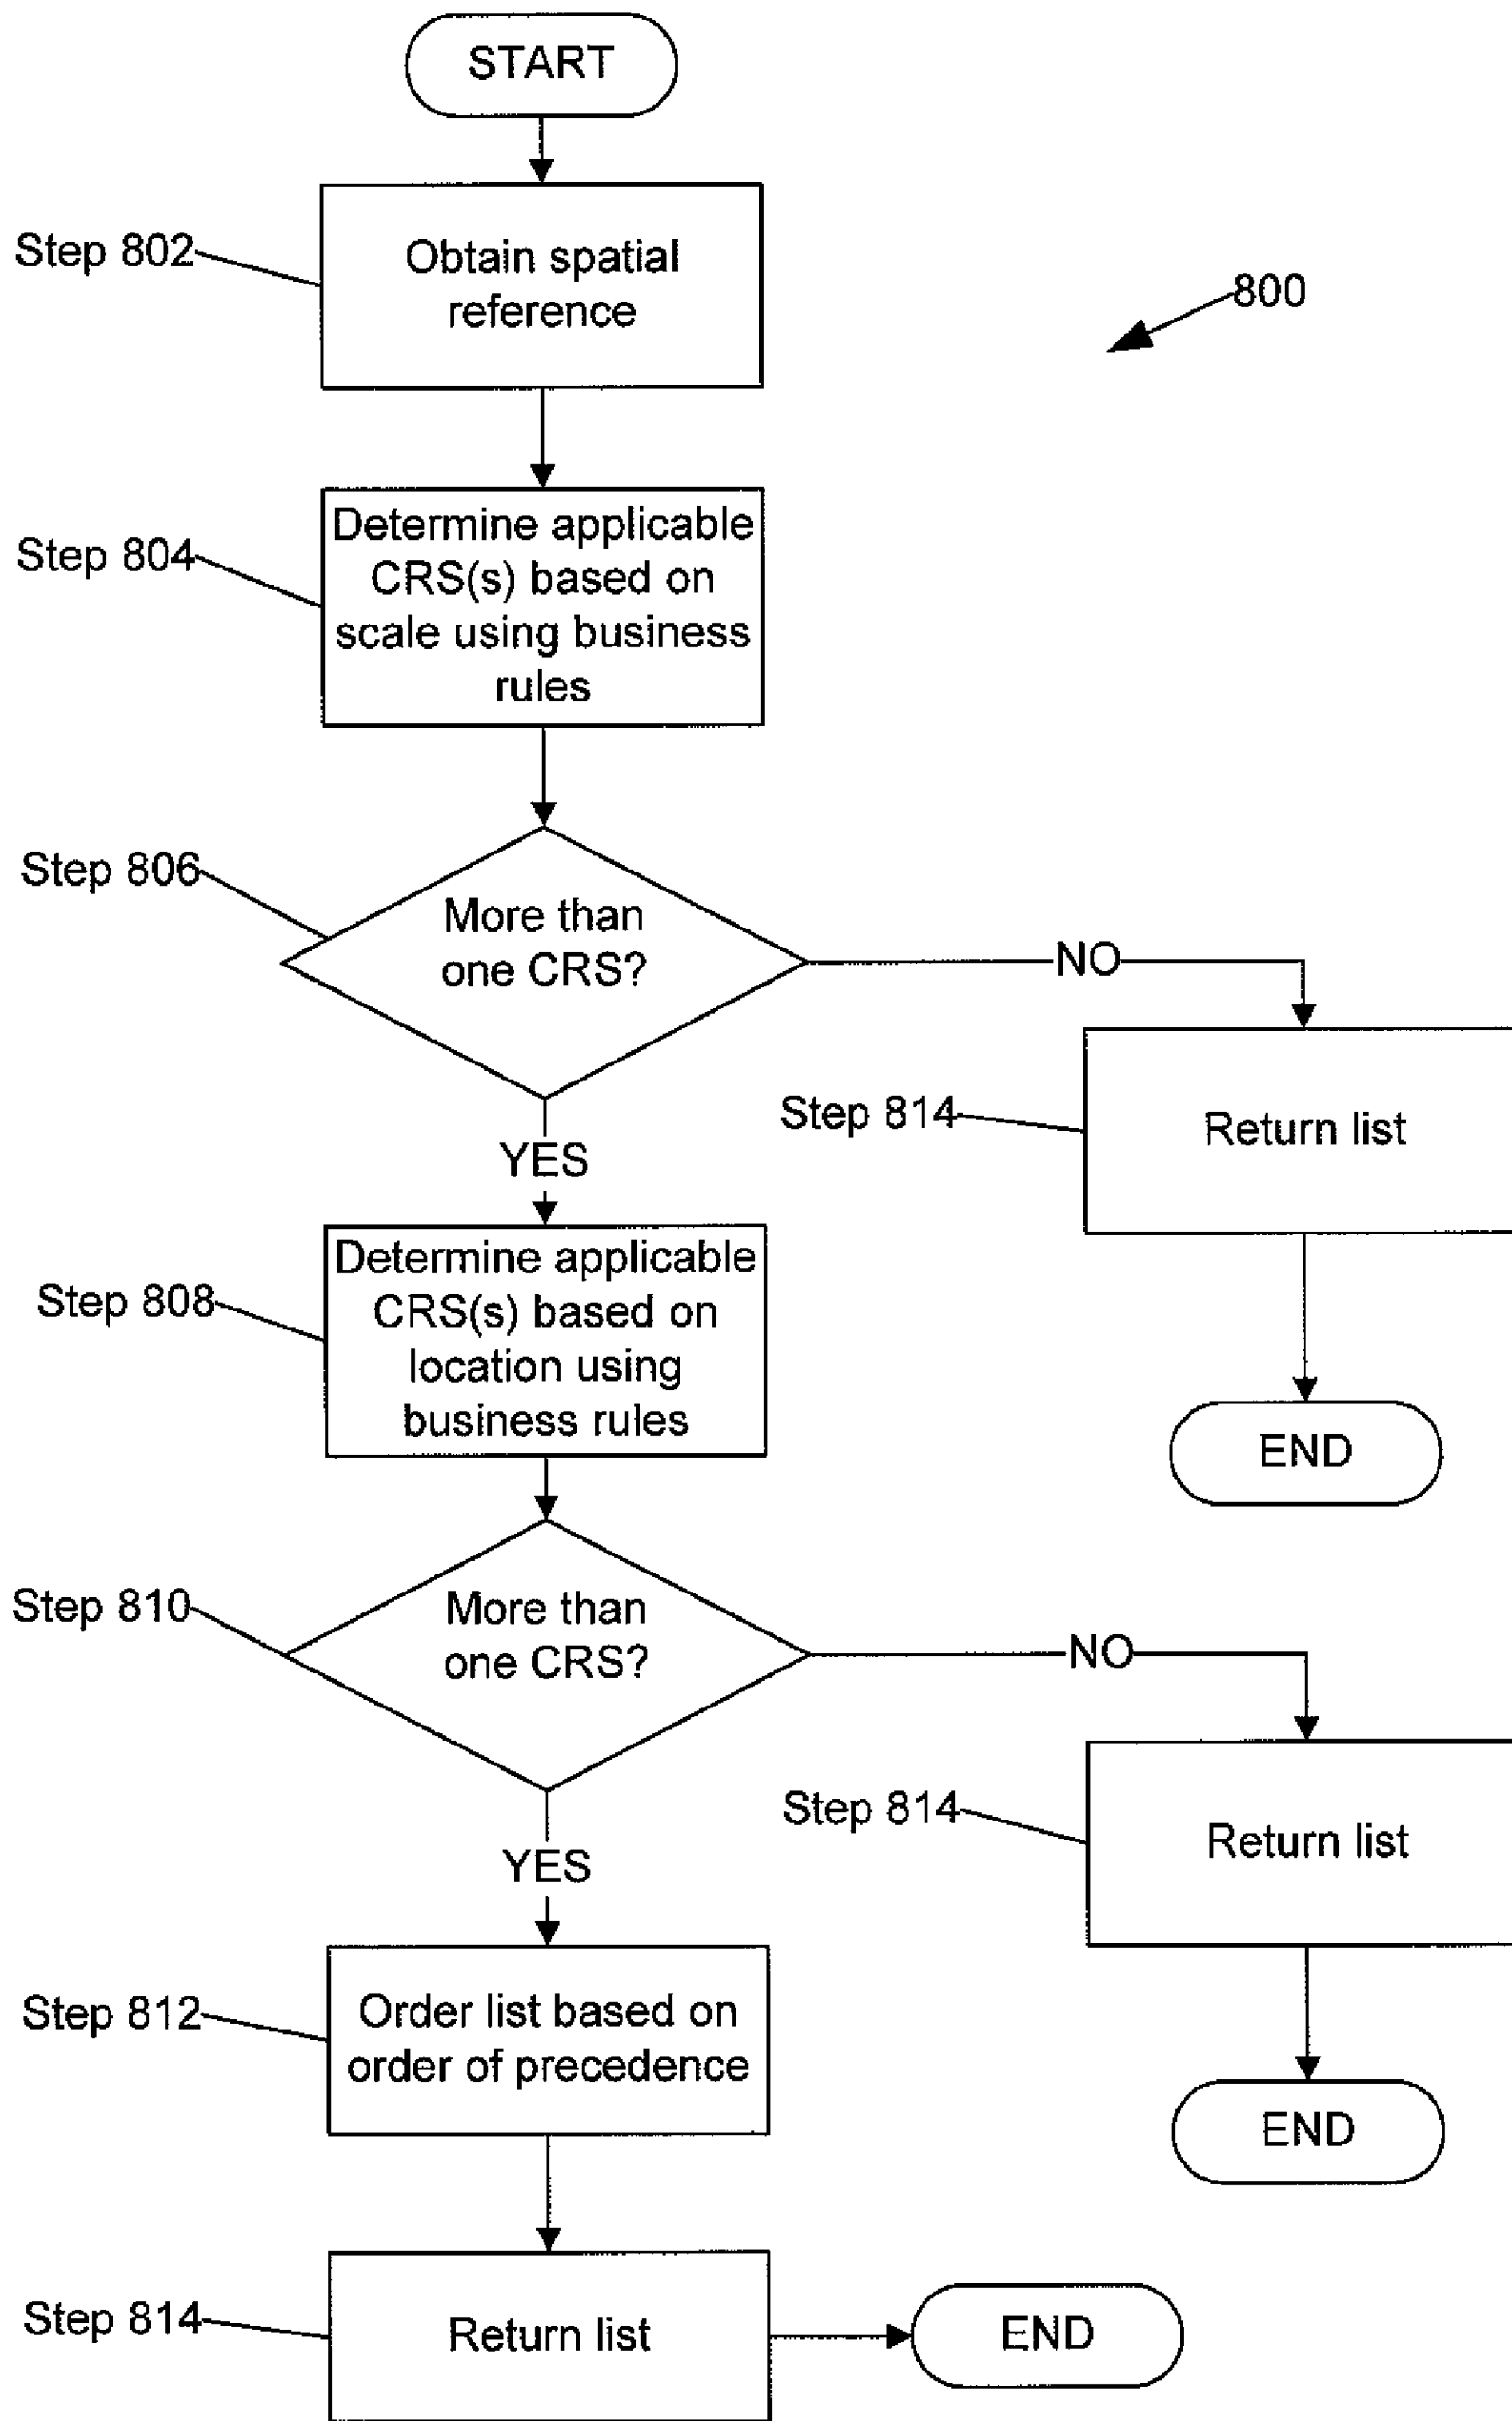 START
Step 802
Obtain spatial
reference
800
Step 804
Determine applicable
CRS(s) based on
scale using business
rules
Step 806
More than
one CRS?
NO
Step 814
Return list
END
YES
Step 808
Determine applicable
CRS(s) based on
location using
business rules
Step 810
More than
one CRS?
NO
Step 814
Return list
END
YES
Step 812
Order list based on
order of precedence
Step 814
Return list
END